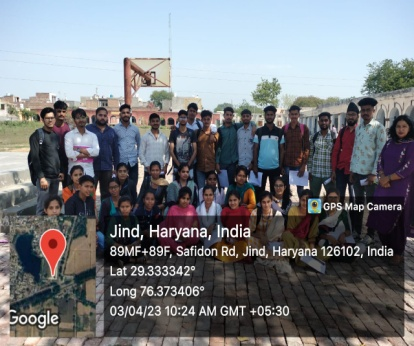 GPS Map Camera
Jind, Haryana, India
89MF+89F, Safidon Rd, Jind, Haryana 126102, India
Lat 29.333342°
Long 76.373406°
03/04/23 10:24 AM GMT +05:30
Google